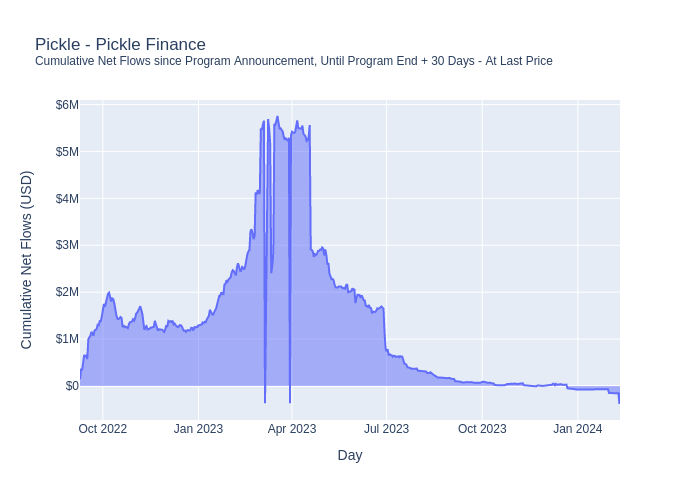 Pickle - Pickle Finance
Cumulative Net Flows since Program Announcement, Until Program End + 30 Days - At Last Price
$6M
$5M
$4M
$3M
$2M
$1M
$0
Cumulative Net Flows (USD)
Oct 2022 Jan 2023 Apr 2023 Jul 2023 Oct 2023 Jan 2024
Day